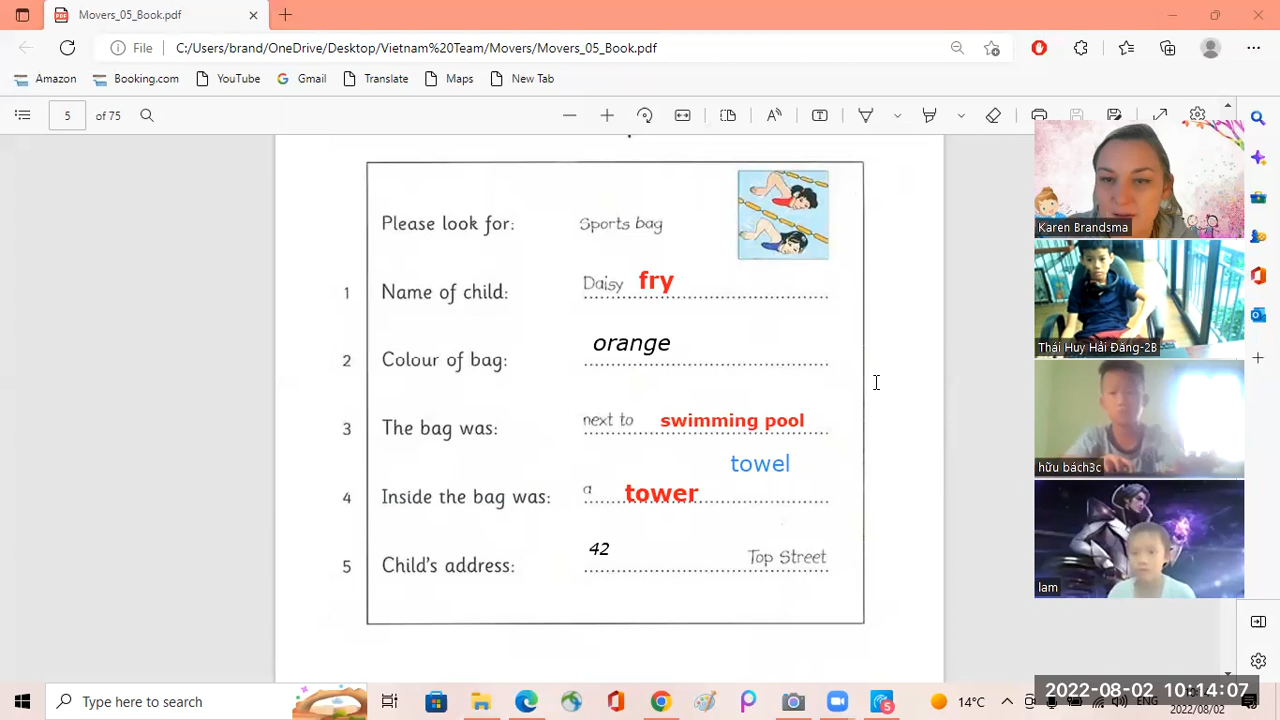 Movers_05_Book.pdf
File C:/Users/brand/OneDrive/Desktop/Vietnam%20Team/Movers/Movers_05_Book.pdf
Amazon Booking.com YouTube Gmail Translate Maps New Tab
5 of 75
Please look for: Sports bag
1 Name of child: Daisy fry
2 Colour of bag: orange
3 The bag was: next to swimming pool
towel
4 Inside the bag was: a tower
5 Child's address: 42 Top Street
Karen Brandsma
Thái Huy Hải Đăng-2B
hữu bách3c
lam
Type here to search
14°C
ENG
2022-08-02 10:14:07
2022/08/02